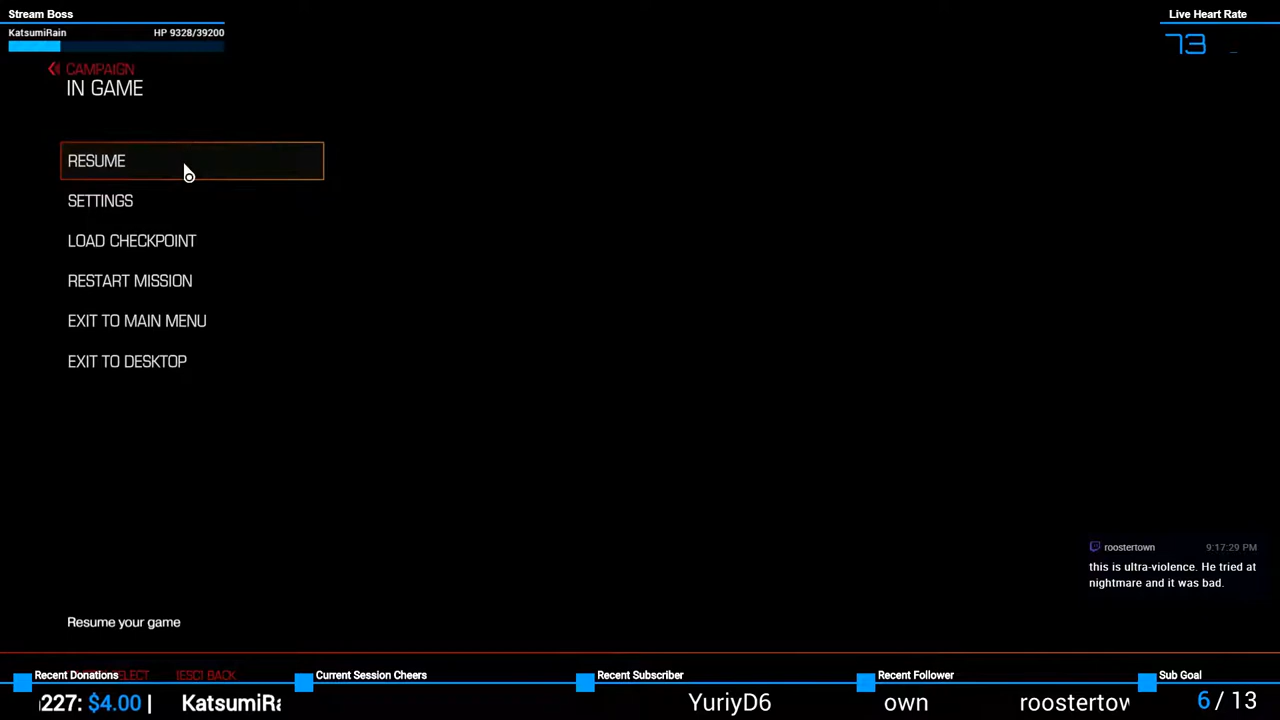 Stream Boss
KatsumiRain HP 9328/39200
Live Heart Rate
73
CAMPAIGN
IN GAME
RESUME
SETTINGS
LOAD CHECKPOINT
RESTART MISSION
EXIT TO MAIN MENU
EXIT TO DESKTOP
roostertown 9:17:29 PM
this is ultra-violence. He tried at
nightmare and it was bad.
Resume your game
SELECT [ESC] BACK
Recent Donations
227: $4.00 | KatsumiRa
Current Session Cheers
Recent Subscriber
YuriyD6
Recent Follower
own roostertow
Sub Goal
6 / 13